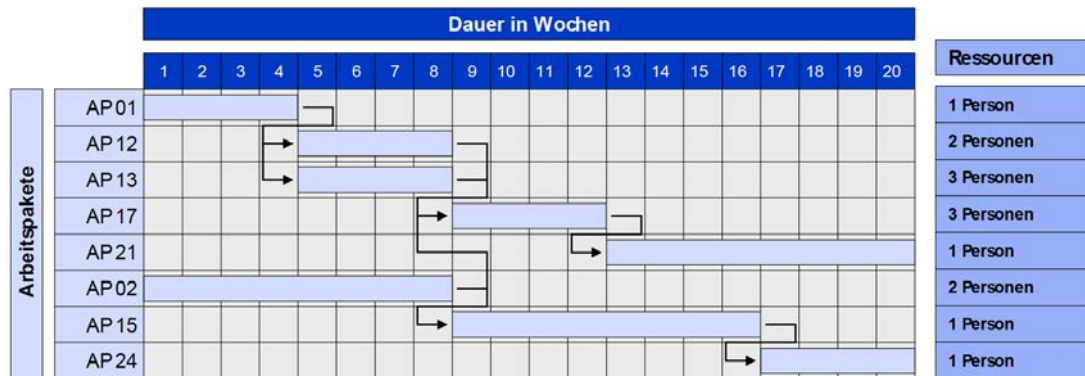 Dauer in Wochen
Ressourcen
1 2 3 4 5 6 7 8 9 10 11 12 13 14 15 16 17 18 19 20
Arbeitspakete
AP 01 1 Person
AP 12 2 Personen
AP 13 3 Personen
AP 17 3 Personen
AP 21 1 Person
AP 02 2 Personen
AP 15 1 Person
AP 24 1 Person